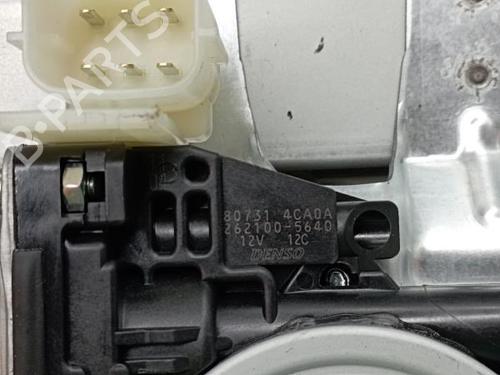 B-PARTS
80731 4CA0A
262100-5640
12V 12C
DENSO